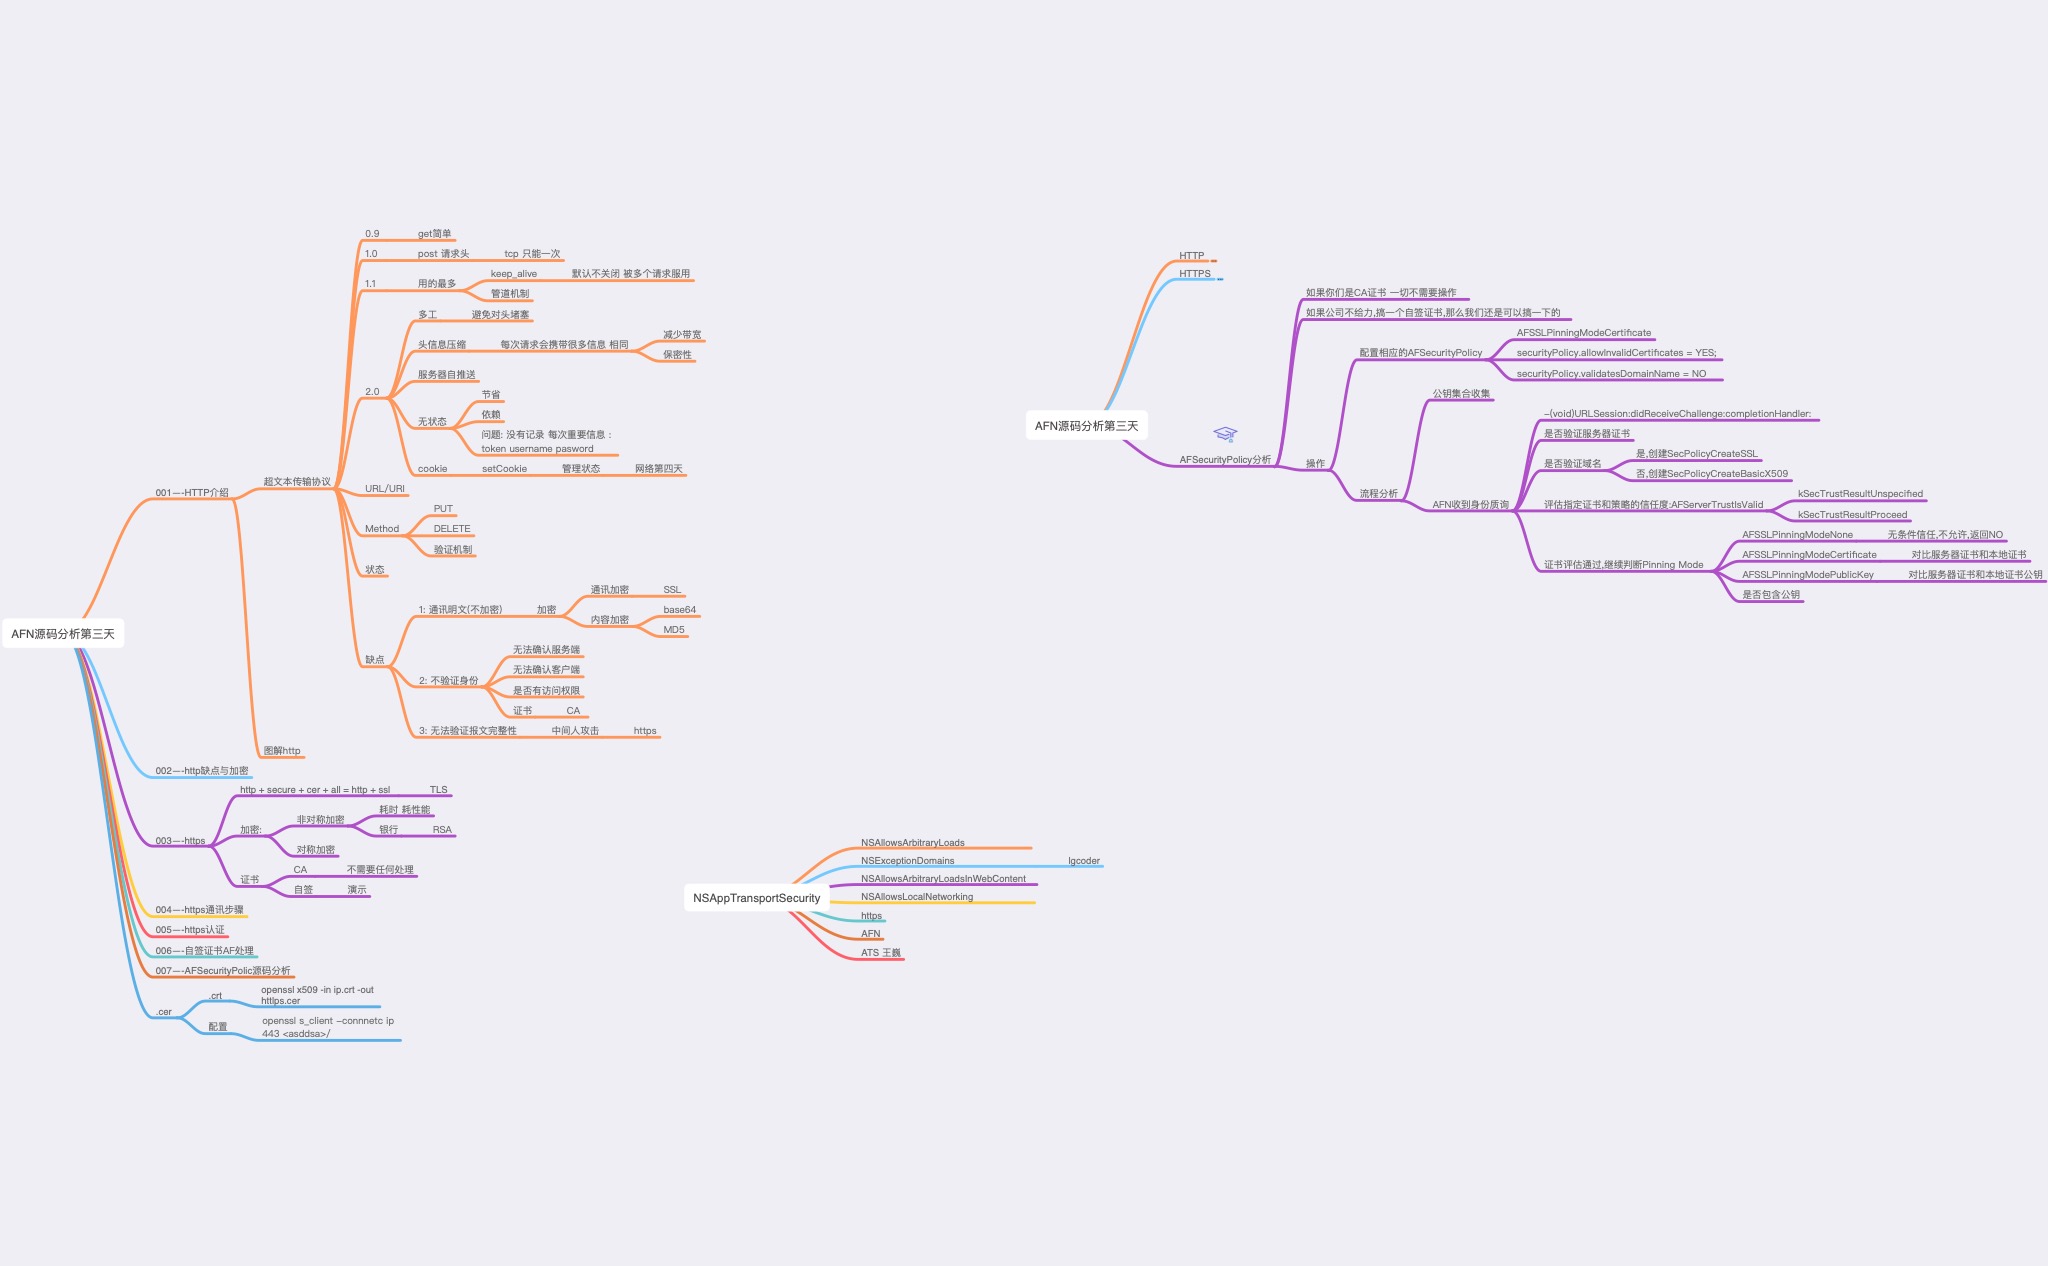 AFN源码分析第三天
001---HTTP介绍
超文本传输协议
0.9
get简单
1.0
post 请求头
tcp 只能一次
1.1
用的最多
keep_alive
默认不关闭 被多个请求服用
管道机制
2.0
多工
避免对头堵塞
头信息压缩
每次请求会携带很多信息 相同
减少带宽
保密性
服务器自推送
无状态
节省
依赖
问题: 没有记录 每次重要信息 :
token username pasword
cookie
setCookie
管理状态
网络第四天
URL/URI
Method
PUT
DELETE
验证机制
状态
缺点
1: 通讯明文(不加密)
加密
通讯加密
SSL
内容加密
base64
MD5
2: 不验证身份
无法确认服务端
无法确认客户端
是否有访问权限
证书
CA
3: 无法验证报文完整性
中间人攻击
https
图解http
002---http缺点与加密
003---https
http + secure + cer + all = http + ssl
TLS
加密:
非对称加密
耗时 耗性能
银行
RSA
对称加密
证书
CA
不需要任何处理
自签
演示
004---https通讯步骤
005---https认证
006---自签证书AF处理
007---AFSecurityPolic源码分析
.cer
.crt
openssl x509 -in ip.crt -out
httlps.cer
配置
openssl s_client –connnetc ip
443 <asddsa>/
AFN源码分析第三天
HTTP
HTTPS
AFSecurityPolicy分析
如果你们是CA证书 一切不需要操作
如果公司不给力,搞一个自签证书,那么我们还是可以搞一下的
操作
配置相应的AFSecurityPolicy
AFSSLPinningModeCertificate
securityPolicy.allowInvalidCertificates = YES;
securityPolicy.validatesDomainName = NO
流程分析
公钥集合收集
AFN收到身份质询
-(void)URLSession:didReceiveChallenge:completionHandler:
是否验证服务器证书
是否验证域名
是,创建SecPolicyCreateSSL
否,创建SecPolicyCreateBasicX509
评估指定证书和策略的信任度:AFServerTrustIsValid
kSecTrustResultUnspecified
kSecTrustResultProceed
证书评估通过,继续判断Pinning Mode
AFSSLPinningModeNone
无条件信任,不允许,返回NO
AFSSLPinningModeCertificate
对比服务器证书和本地证书
AFSSLPinningModePublicKey
对比服务器证书和本地证书公钥
是否包含公钥
NSAppTransportSecurity
NSAllowsArbitraryLoads
NSExceptionDomains
lgcoder
NSAllowsArbitraryLoadsInWebContent
NSAllowsLocalNetworking
https
AFN
ATS 王巍